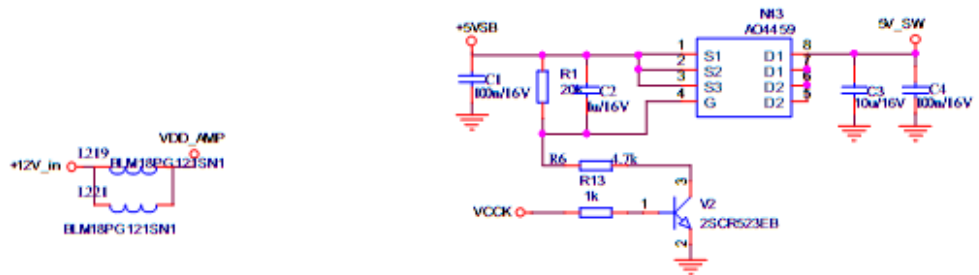 N13
AO4459
+5VSB
5V_SW
1 S1 D1 8
2 S2 D1 7
3 S3 D2 6
4 G D2 5
C1
100n/16V
R1
20k
C2
1u/16V
C3
10u/16V
C4
100n/16V
L219
VDD_AMP
BLM18PG121SN1
+12V_in
L221
BLM18PG121SN1
R6 4.7k
R13
1k
VCCK
1
3
V2
2SCR523EB
2